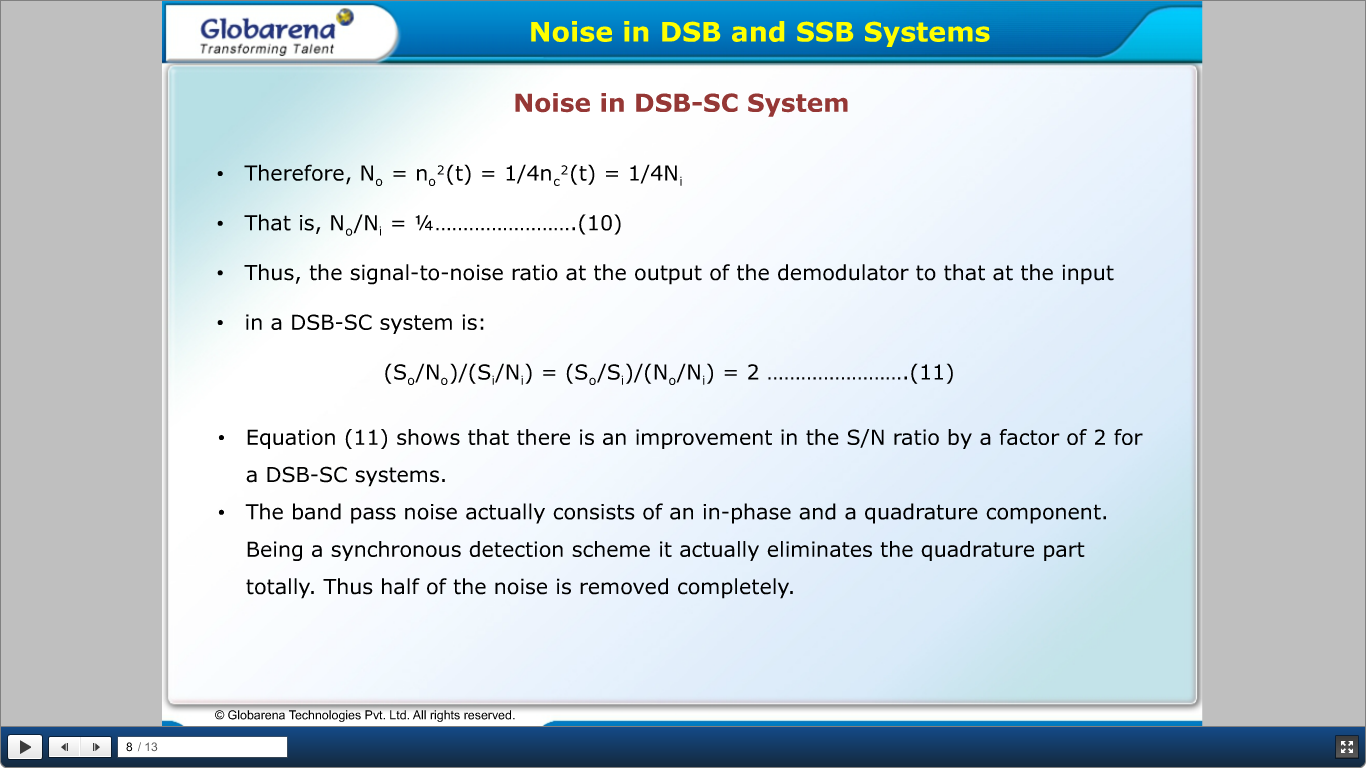 Globarena
Transforming Talent
Noise in DSB and SSB Systems
Noise in DSB-SC System
• Therefore, Nₒ = nₒ²(t) = 1/4n_c²(t) = 1/4Nᵢ
• That is, Nₒ/Nᵢ = ¼…………………….(10)
• Thus, the signal-to-noise ratio at the output of the demodulator to that at the input
• in a DSB-SC system is:
(Sₒ/Nₒ)/(Sᵢ/Nᵢ) = (Sₒ/Sᵢ)/(Nₒ/Nᵢ) = 2 …………………….(11)
• Equation (11) shows that there is an improvement in the S/N ratio by a factor of 2 for
a DSB-SC systems.
• The band pass noise actually consists of an in-phase and a quadrature component.
Being a synchronous detection scheme it actually eliminates the quadrature part
totally. Thus half of the noise is removed completely.
© Globarena Technologies Pvt. Ltd. All rights reserved.
8 / 13